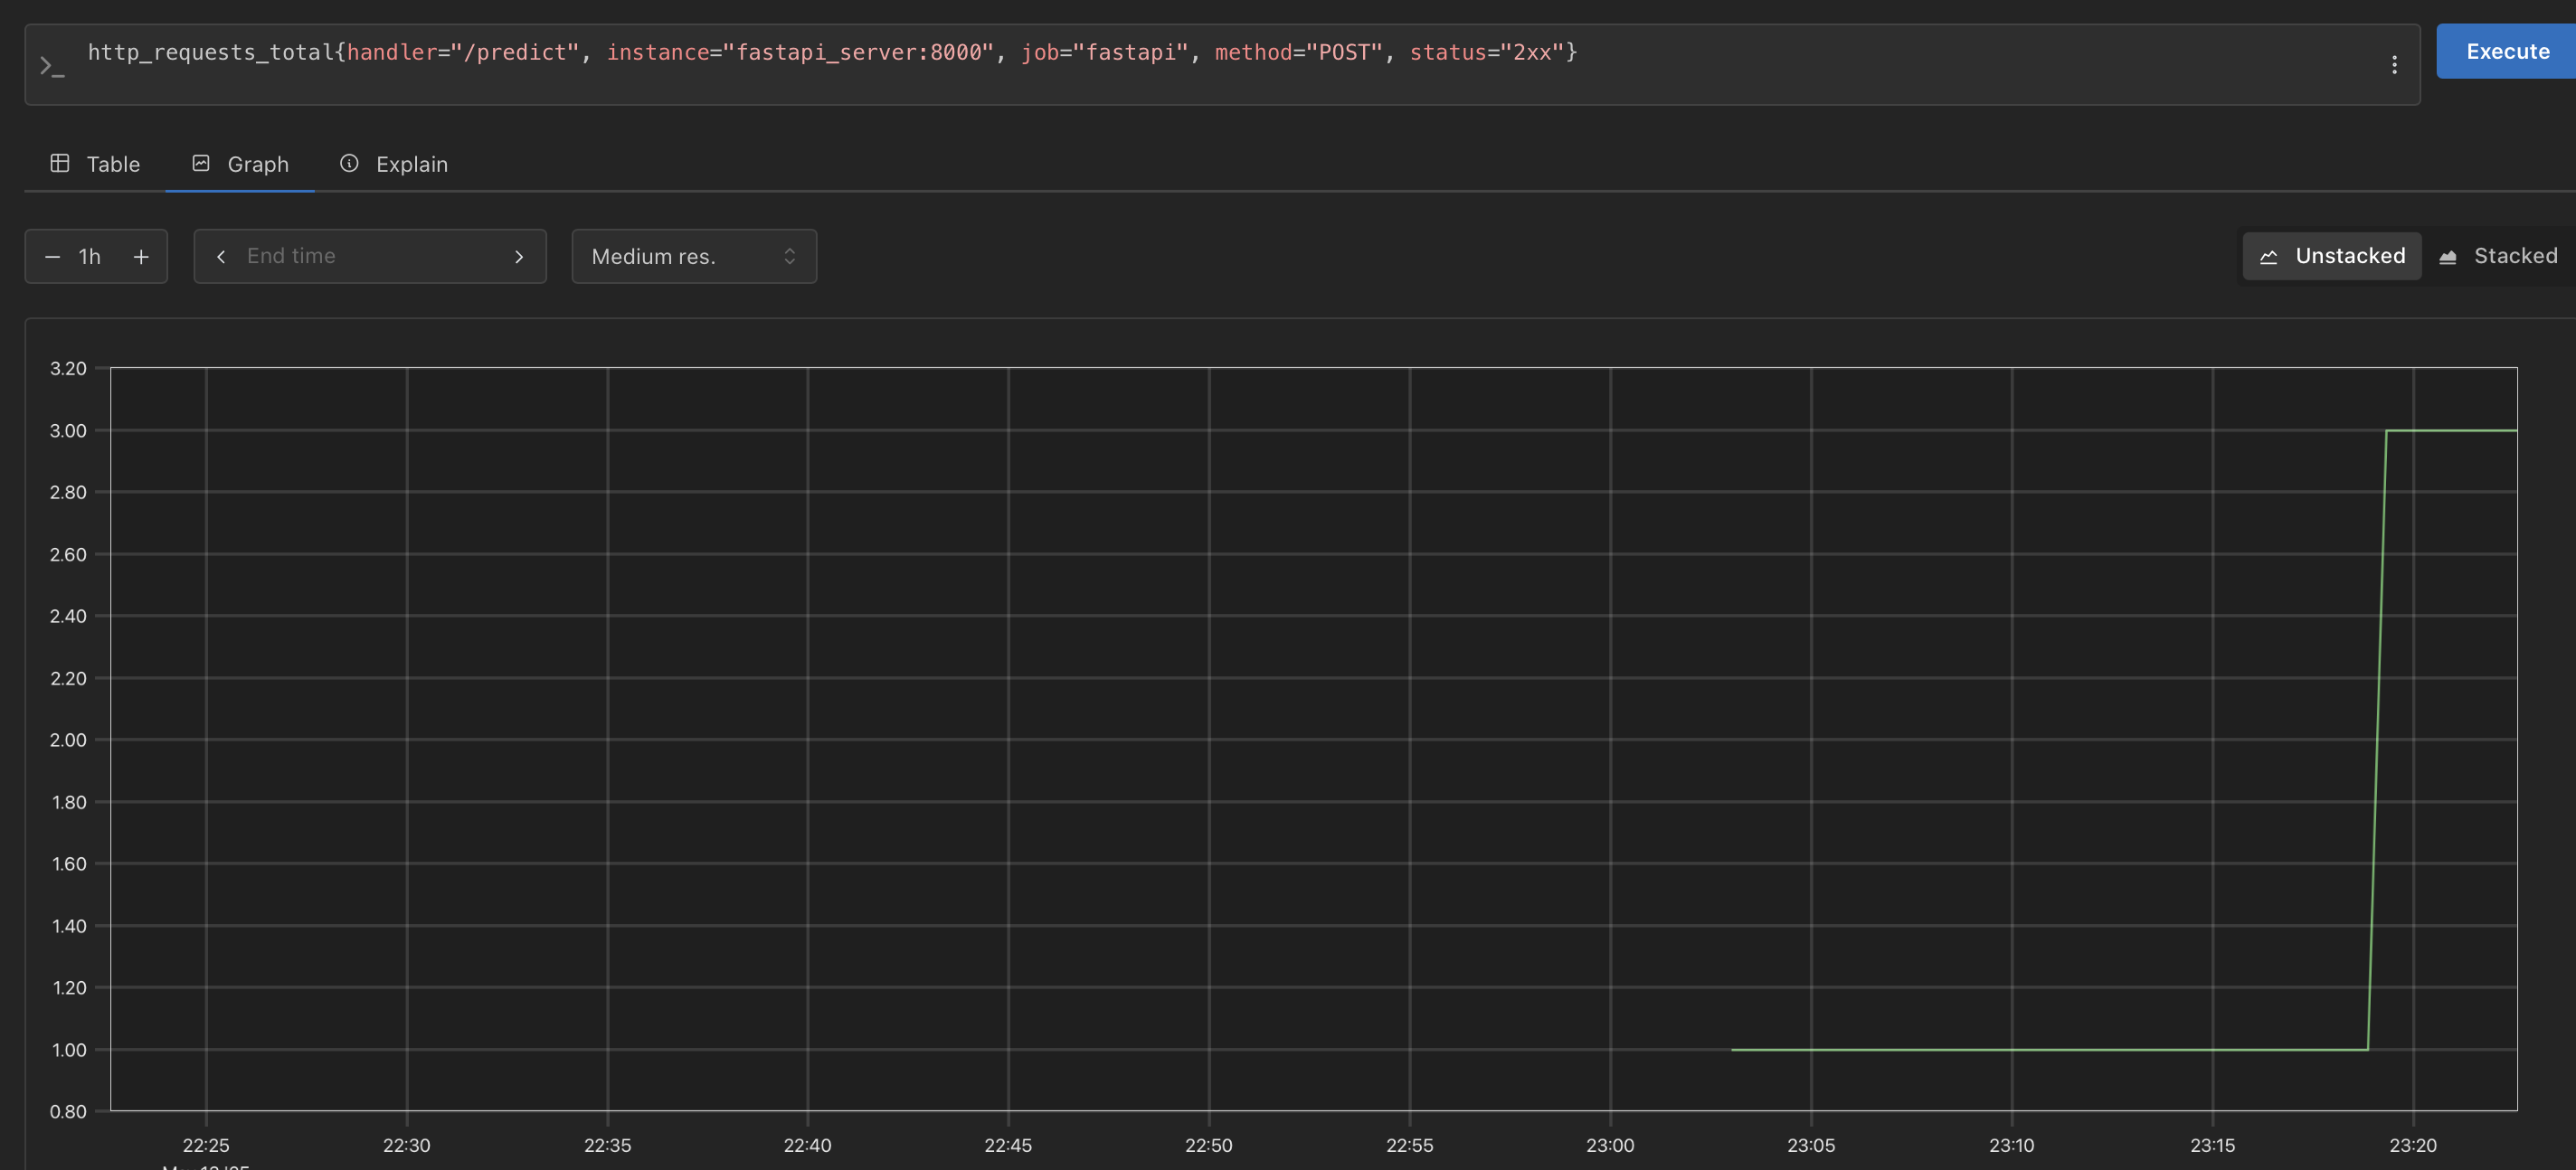 http_requests_total{handler="/predict", instance="fastapi_server:8000", job="fastapi", method="POST", status="2xx"}
Execute
Table Graph Explain
1h End time Medium res. Unstacked Stacked
3.20
3.00
2.80
2.60
2.40
2.20
2.00
1.80
1.60
1.40
1.20
1.00
0.80
22:25 22:30 22:35 22:40 22:45 22:50 22:55 23:00 23:05 23:10 23:15 23:20